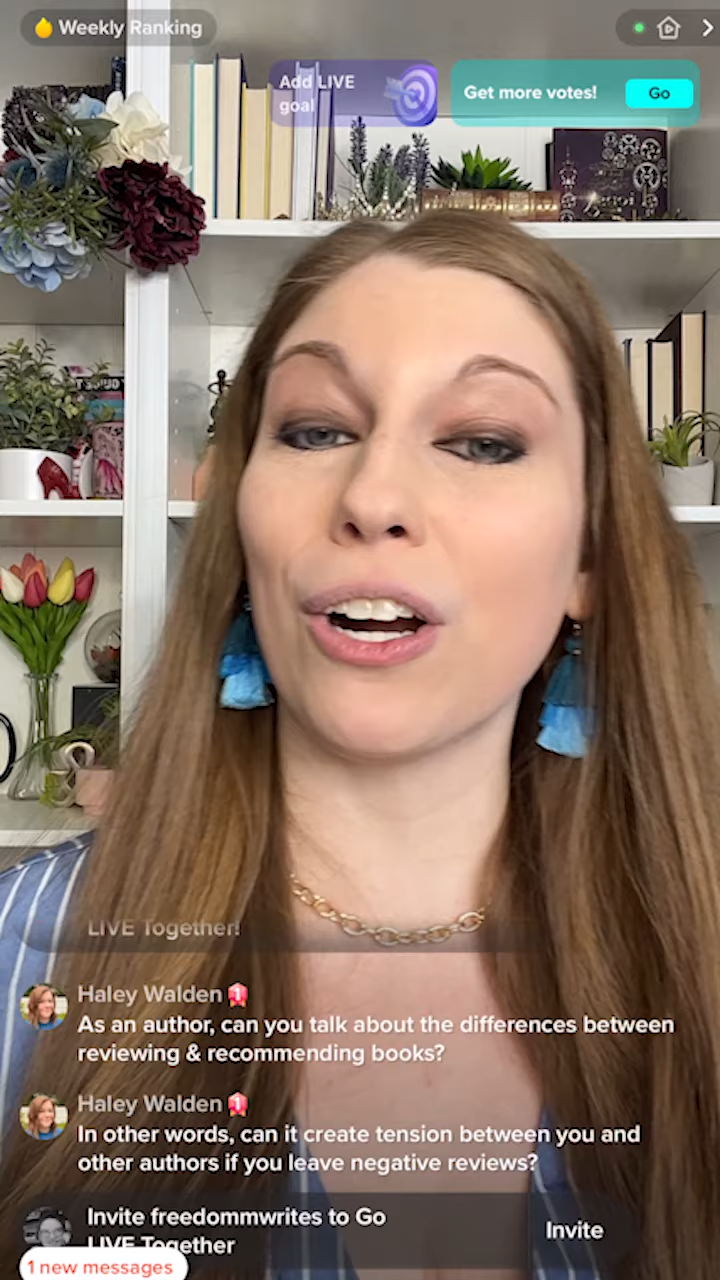 Weekly Ranking
Add LIVE
goal
Get more votes!
Go
LIVE Together!
Haley Walden 1
As an author, can you talk about the differences between
reviewing & recommending books?
Haley Walden 1
In other words, can it create tension between you and
other authors if you leave negative reviews?
Invite freedommwrites to Go
LIVE Together
Invite
1 new messages